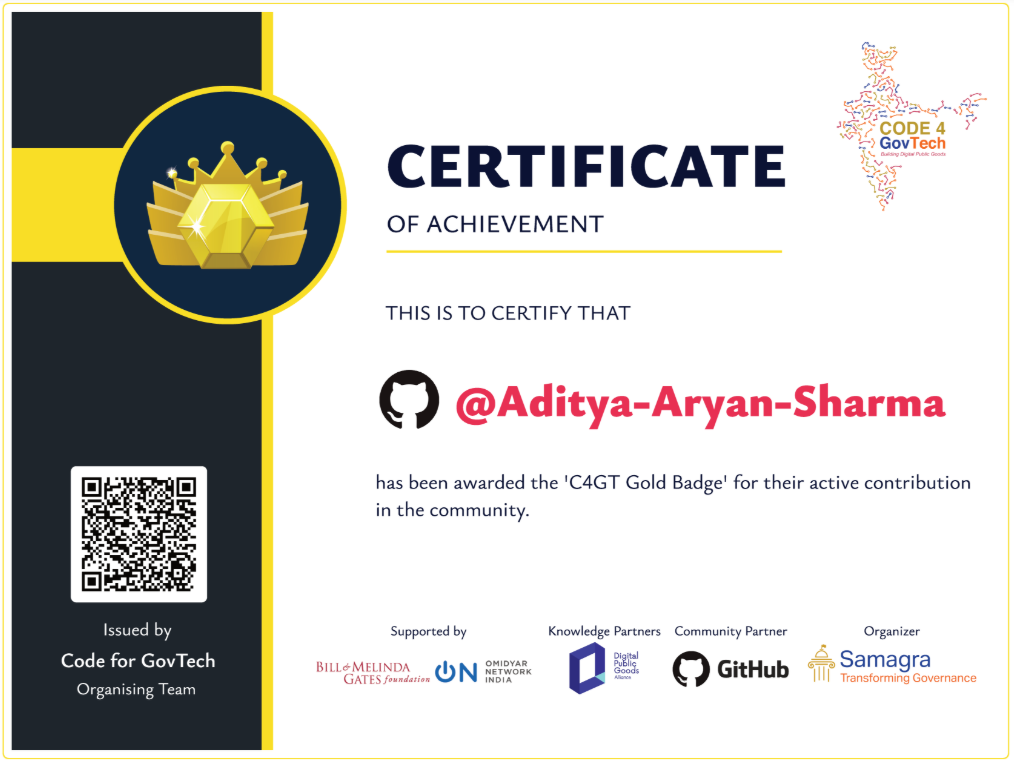 CODE 4
GovTech
Building Digital Public Goods
CERTIFICATE
OF ACHIEVEMENT
THIS IS TO CERTIFY THAT
@Aditya-Aryan-Sharma
has been awarded the 'C4GT Gold Badge' for their active contribution
in the community.
Issued by
Code for GovTech
Organising Team
Supported by
BILL & MELINDA
GATES foundation
ON
OMIDYAR
NETWORK
INDIA
Knowledge Partners
Digital
Public
Goods
Alliance
Community Partner
GitHub
Organizer
Samagra
Transforming Governance